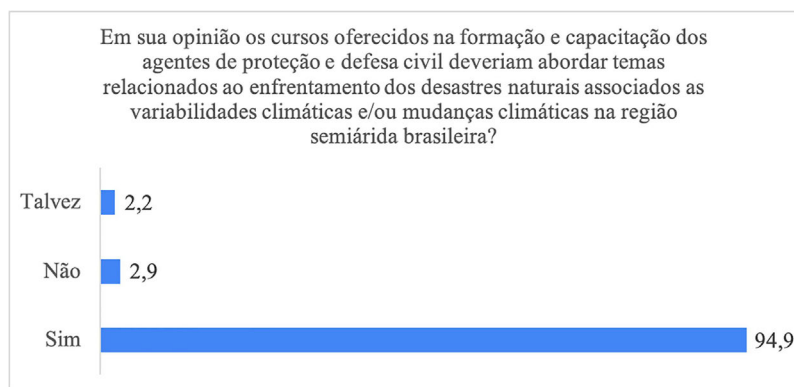 Em sua opinião os cursos oferecidos na formação e capacitação dos
agentes de proteção e defesa civil deveriam abordar temas
relacionados ao enfrentamento dos desastres naturais associados as
variabilidades climáticas e/ou mudanças climáticas na região
semiárida brasileira?
Talvez 2,2
Não 2,9
Sim 94,9